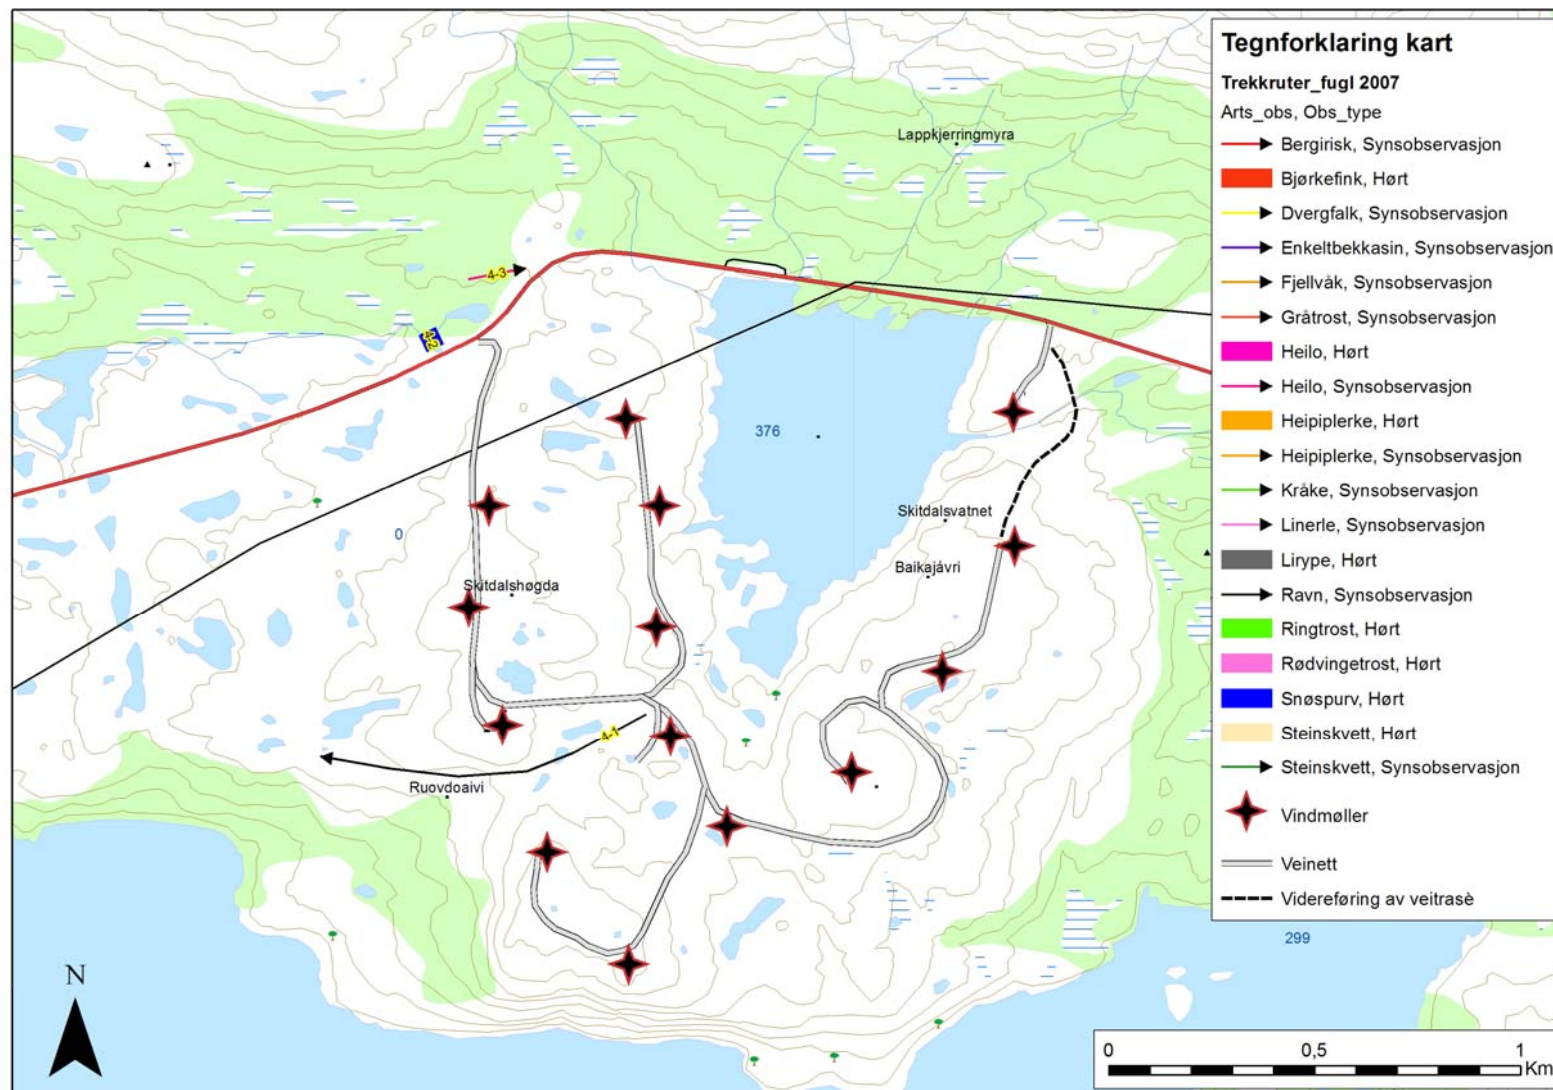 Tegnforklaring kart
Trekkruter_fugl 2007
Arts_obs, Obs_type
Bergirisk, Synsobservasjon
Bjørkefink, Hørt
Dvergfalk, Synsobservasjon
Enkeltbekkasin, Synsobservasjon
Fjellvåk, Synsobservasjon
Gråtrost, Synsobservasjon
Heilo, Hørt
Heilo, Synsobservasjon
Heipiplerke, Hørt
Heipiplerke, Synsobservasjon
Kråke, Synsobservasjon
Linerle, Synsobservasjon
Lirype, Hørt
Ravn, Synsobservasjon
Ringtrost, Hørt
Rødvingetrost, Hørt
Snøspurv, Hørt
Steinskvett, Hørt
Steinskvett, Synsobservasjon
Vindmøller
Veinett
Videreføring av veitrasè
Lappkjerringmyra
4-3
4-2
376
Skitdalsvatnet
0
Baikajávri
Skitdalshøgda
4-1
Ruovdoaivi
299
N
0 0,5 1
Km